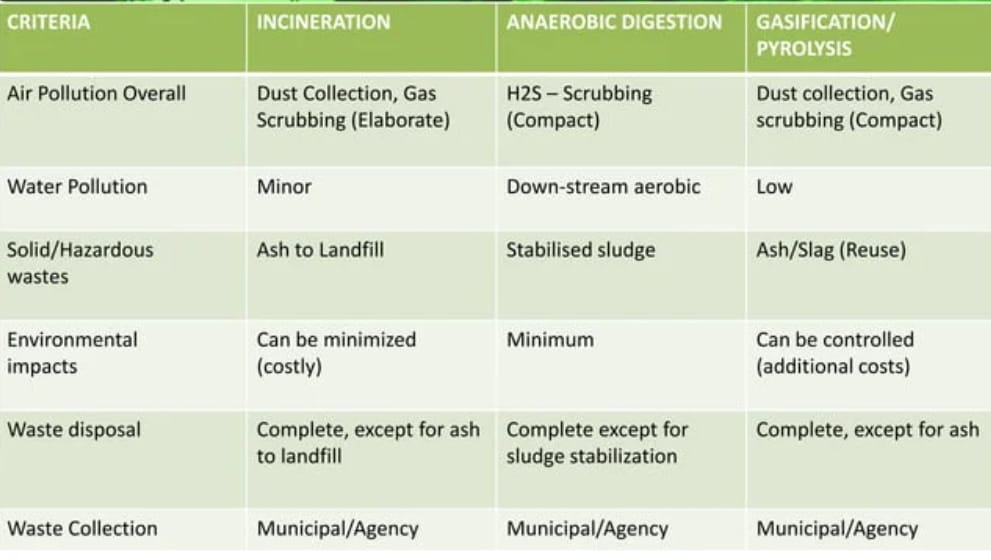 CRITERIA INCINERATION ANAEROBIC DIGESTION GASIFICATION/
PYROLYSIS
Air Pollution Overall Dust Collection, Gas H2S – Scrubbing Dust collection, Gas
Scrubbing (Elaborate) (Compact) scrubbing (Compact)
Water Pollution Minor Down-stream aerobic Low
Solid/Hazardous Ash to Landfill Stabilised sludge Ash/Slag (Reuse)
wastes
Environmental Can be minimized Minimum Can be controlled
impacts (costly) (additional costs)
Waste disposal Complete, except for ash Complete except for Complete, except for ash
to landfill sludge stabilization
Waste Collection Municipal/Agency Municipal/Agency Municipal/Agency